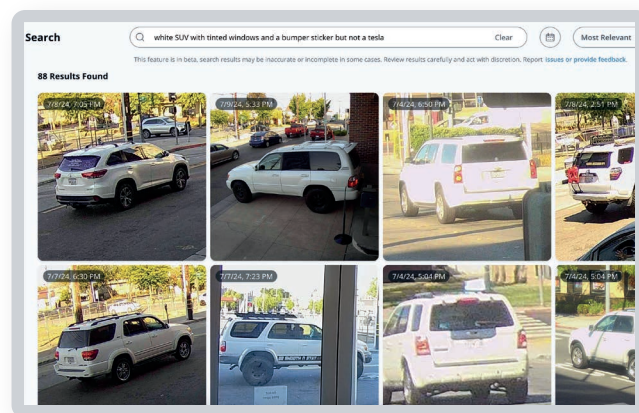 Search
white SUV with tinted windows and a bumper sticker but not a tesla
Clear
Most Relevant
This feature is in beta, search results may be inaccurate or incomplete in some cases. Review results carefully and act with discretion. Report issues or provide feedback.
88 Results Found
7/8/24, 7:05 PM
7/9/24, 5:33 PM
7/4/24, 6:50 PM
7/8/24, 2:51 PM
7/7/24, 6:30 PM
7/7/24, 7:23 PM
7/4/24, 5:04 PM
7/4/24, 5:04 PM